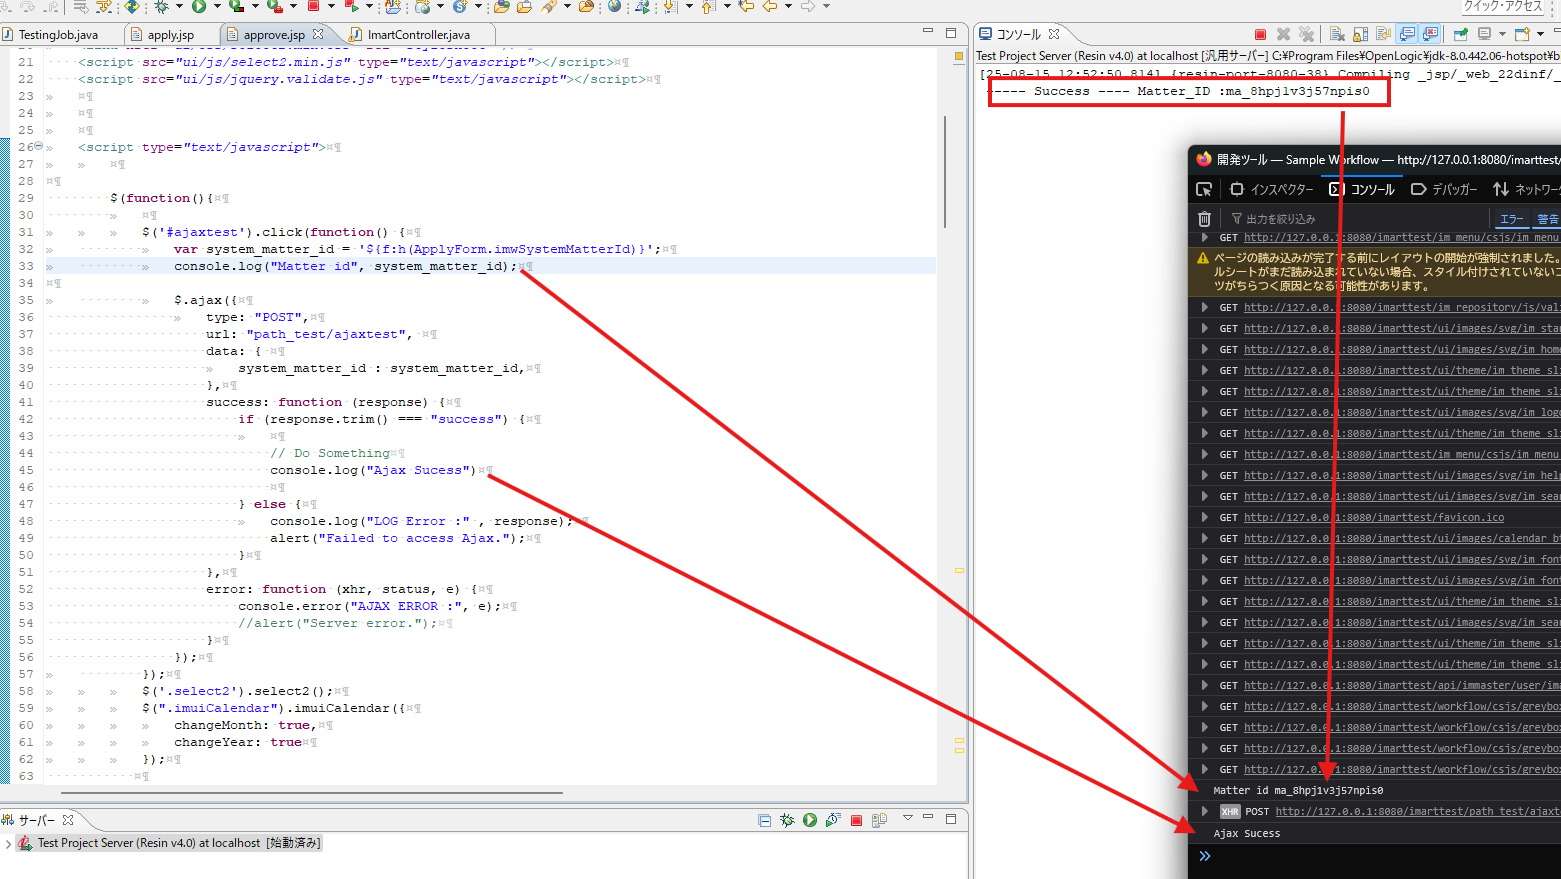 クイック・アクセス
TestingJob.java
apply.jsp
approve.jsp
ImartController.java
21 <script src="ui/js/select2.min.js" type="text/javascript"></script>
22 <script src="ui/js/jquery.validate.js" type="text/javascript"></script>
23
24
25
26 <script type="text/javascript">
27
28
29 $(function(){
30
31 $('#ajaxtest').click(function() {
32 var system_matter_id = '${f:h(ApplyForm.imwSystemMatterId)}';
33 console.log("Matter id", system_matter_id);
34
35 $.ajax({
36 type: "POST",
37 url: "path_test/ajaxtest",
38 data: {
39 system_matter_id : system_matter_id,
40 },
41 success: function (response) {
42 if (response.trim() === "success") {
43
44 // Do Something
45 console.log("Ajax Sucess")
46
47 } else {
48 console.log("LOG Error :" , response);
49 alert("Failed to access Ajax.");
50 }
51 },
52 error: function (xhr, status, e) {
53 console.error("AJAX ERROR :", e);
54 //alert("Server error.");
55 }
56 });
57 });
58 $('.select2').select2();
59 $(".imuiCalendar").imuiCalendar({
60 changeMonth: true,
61 changeYear: true
62 });
63
サーバー
Test Project Server (Resin v4.0) at localhost [始動済み]
コンソール
Test Project Server (Resin v4.0) at localhost [汎用サーバー] C:¥Program Files¥OpenLogic¥jdk-8.0.442.06-hotspot¥b
[25-08-15 12:52:50.814] {resin-port-8080-38} Compiling _jsp/_web_22dinf/_
----- Success ---- Matter_ID :ma_8hpj1v3j57npis0
開発ツール — Sample Workflow — http://127.0.0.1:8080/imarttest/
インスペクター
コンソール
デバッガー
ネットワーク
出力を絞り込み
エラー
警告
GET http://127.0.0.1:8080/imarttest/im_menu/csjs/im_menu
ページの読み込みが完了する前にレイアウトの開始が強制されました。
ルシートがまだ読み込まれていない場合、スタイル付けされていないコ
ツがちらつく原因となる可能性があります。
GET http://127.0.0.1:8080/imarttest/im_repository/js/val
GET http://127.0.0.1:8080/imarttest/ui/images/svg/im_sta
GET http://127.0.0.1:8080/imarttest/ui/images/svg/im_hom
GET http://127.0.0.1:8080/imarttest/ui/theme/im_theme_sl
GET http://127.0.0.1:8080/imarttest/ui/theme/im_theme_sl
GET http://127.0.0.1:8080/imarttest/ui/images/svg/im_log
GET http://127.0.0.1:8080/imarttest/ui/theme/im_theme_sl
GET http://127.0.0.1:8080/imarttest/im_menu/csjs/im_menu
GET http://127.0.0.1:8080/imarttest/ui/images/svg/im_hel
GET http://127.0.0.1:8080/imarttest/ui/images/svg/im_sea
GET http://127.0.0.1:8080/imarttest/favicon.ico
GET http://127.0.0.1:8080/imarttest/ui/images/calendar_b
GET http://127.0.0.1:8080/imarttest/ui/images/svg/im_fon
GET http://127.0.0.1:8080/imarttest/ui/images/svg/im_fon
GET http://127.0.0.1:8080/imarttest/ui/theme/im_theme_sl
GET http://127.0.0.1:8080/imarttest/ui/images/svg/im_sea
GET http://127.0.0.1:8080/imarttest/ui/theme/im_theme_sl
GET http://127.0.0.1:8080/imarttest/ui/theme/im_theme_sl
GET http://127.0.0.1:8080/imarttest/api/immaster/user/im
GET http://127.0.0.1:8080/imarttest/workflow/csjs/greybo
GET http://127.0.0.1:8080/imarttest/workflow/csjs/greybo
GET http://127.0.0.1:8080/imarttest/workflow/csjs/greybo
GET http://127.0.0.1:8080/imarttest/workflow/csjs/greybo
Matter id ma_8hpj1v3j57npis0
XHR POST http://127.0.0.1:8080/imarttest/path_test/ajaxt
Ajax Sucess